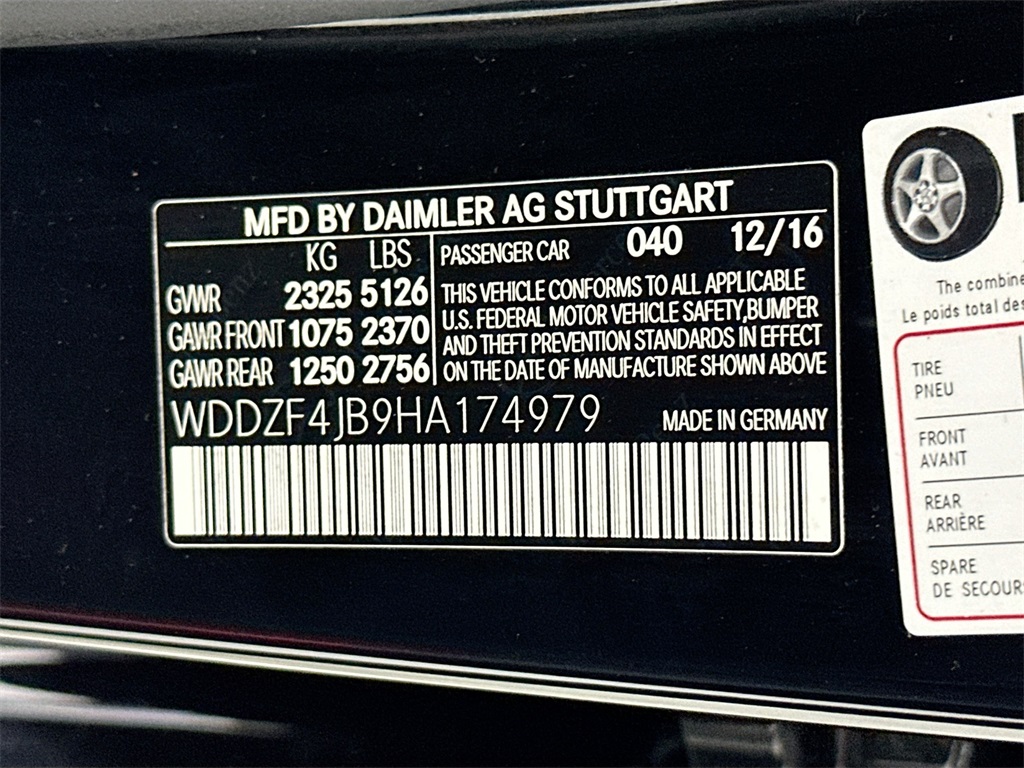 MFD BY DAIMLER AG STUTTGART
KG LBS
GVWR 2325 5126
GAWR FRONT 1075 2370
GAWR REAR 1250 2756
PASSENGER CAR 040 12/16
THIS VEHICLE CONFORMS TO ALL APPLICABLE
U.S. FEDERAL MOTOR VEHICLE SAFETY,BUMPER
AND THEFT PREVENTION STANDARDS IN EFFECT
ON THE DATE OF MANUFACTURE SHOWN ABOVE
WDDZF4JB9HA174979 MADE IN GERMANY
The combine
Le poids total des
TIRE
PNEU
FRONT
AVANT
REAR
ARRIÈRE
SPARE
DE SECOURS